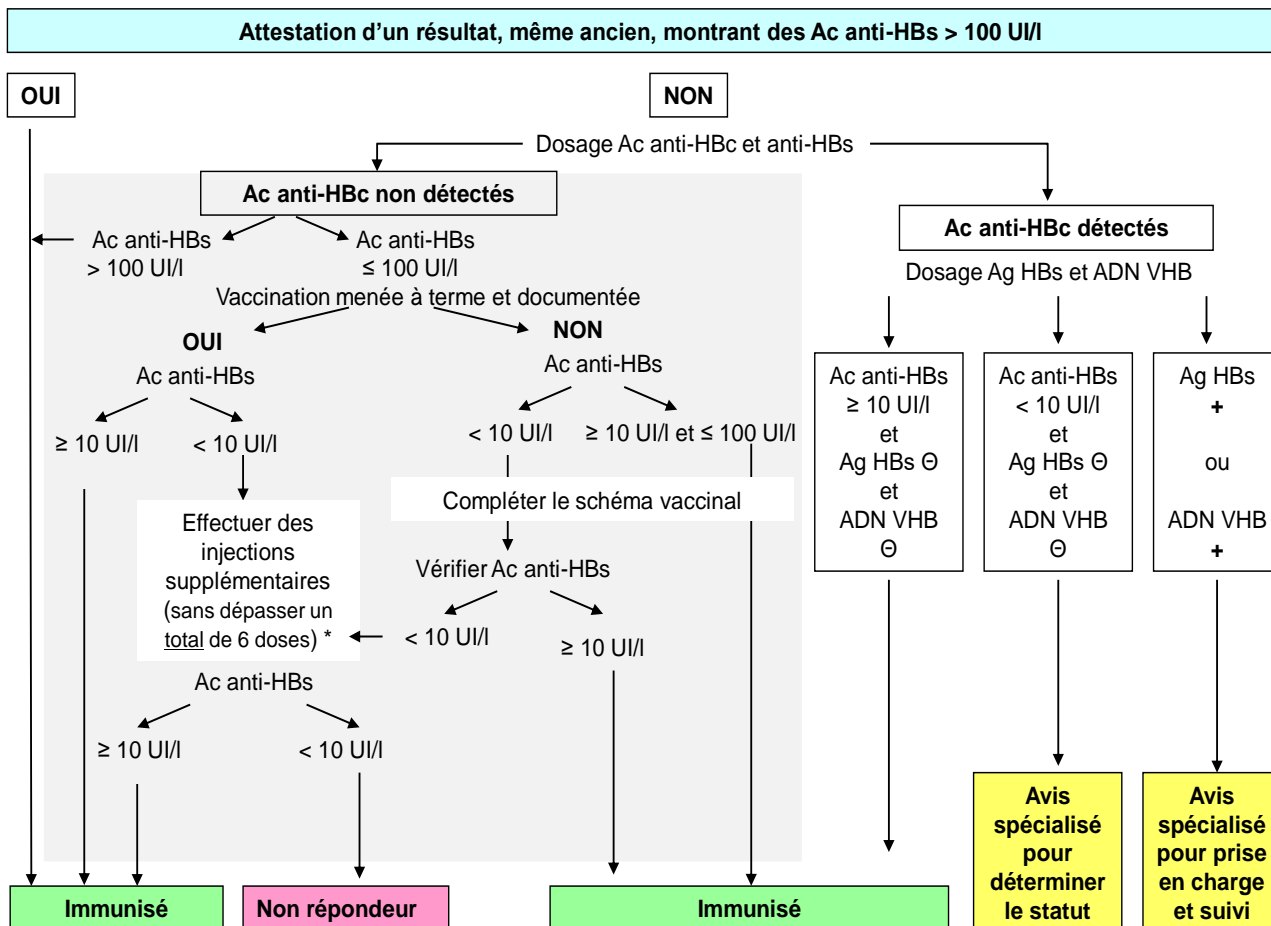 Attestation d'un résultat, même ancien, montrant des Ac anti-HBs > 100 UI/l
OUI
NON
Dosage Ac anti-HBc et anti-HBs
Ac anti-HBc non détectés
Ac anti-HBs
> 100 UI/l
Ac anti-HBs
≤ 100 UI/l
Vaccination menée à terme et documentée
OUI
Ac anti-HBs
≥ 10 UI/l
< 10 UI/l
Effectuer des
injections
supplémentaires
(sans dépasser un
total de 6 doses) *
Ac anti-HBs
≥ 10 UI/l
< 10 UI/l
NON
Ac anti-HBs
< 10 UI/l
≥ 10 UI/l et ≤ 100 UI/l
Compléter le schéma vaccinal
Vérifier Ac anti-HBs
< 10 UI/l
≥ 10 UI/l
Ac anti-HBc détectés
Dosage Ag HBs et ADN VHB
Ac anti-HBs
≥ 10 UI/l
et
Ag HBs Θ
et
ADN VHB
Θ
Ac anti-HBs
< 10 UI/l
et
Ag HBs Θ
et
ADN VHB
Θ
Ag HBs
+
ou
ADN VHB
+
Immunisé
Non répondeur
Immunisé
Avis
spécialisé
pour
déterminer
le statut
Avis
spécialisé
pour prise
en charge
et suivi